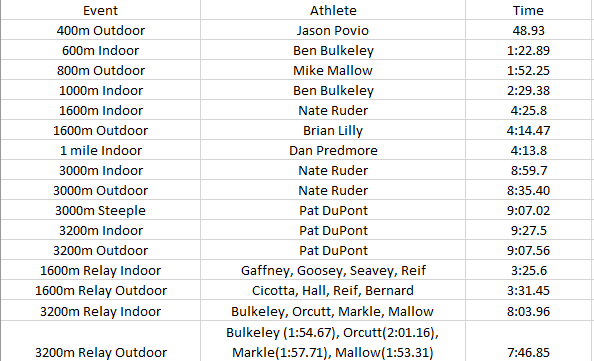 Event Athlete Time
400m Outdoor Jason Povio 48.93
600m Indoor Ben Bulkeley 1:22.89
800m Outdoor Mike Mallow 1:52.25
1000m Indoor Ben Bulkeley 2:29.38
1600m Indoor Nate Ruder 4:25.8
1600m Outdoor Brian Lilly 4:14.47
1 mile Indoor Dan Predmore 4:13.8
3000m Indoor Nate Ruder 8:59.7
3000m Outdoor Nate Ruder 8:35.40
3000m Steeple Pat DuPont 9:07.02
3200m Indoor Pat DuPont 9:27.5
3200m Outdoor Pat DuPont 9:07.56
1600m Relay Indoor Gaffney, Goosey, Seavey, Reif 3:25.6
1600m Relay Outdoor Cicotta, Hall, Reif, Bernard 3:31.45
3200m Relay Indoor Bulkeley, Orcutt, Markle, Mallow 8:03.96
Bulkeley (1:54.67), Orcutt(2:01.16),
3200m Relay Outdoor Markle(1:57.71), Mallow(1:53.31) 7:46.85